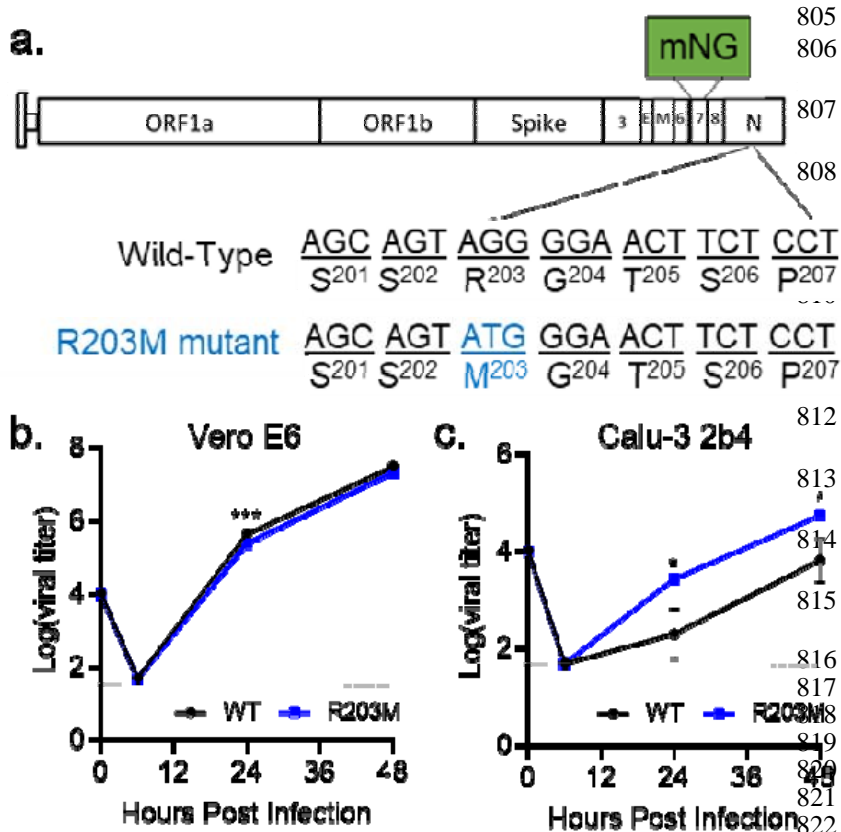 805
a.
806
mNG
807
ORF1a ORF1b Spike 3 E M 6 7 8 N
808
Wild-Type AGC AGT AGG GGA ACT TCT CCT
S201 S202 R203 G204 T205 S206 P207
R203M mutant AGC AGT ATG GGA ACT TCT CCT
S201 S202 M203 G204 T205 S206 P207
812
b. Vero E6
c. Calu-3 2b4
813
814
815
816
817
819
821
822
Log(viral titer)
8
6
4
2
0
***
WT R203M
0 12 24 36 48
Hours Post Infection
Log(viral titer)
6
4
2
0
WT R203M
0 12 24 36
Hours Post Infection